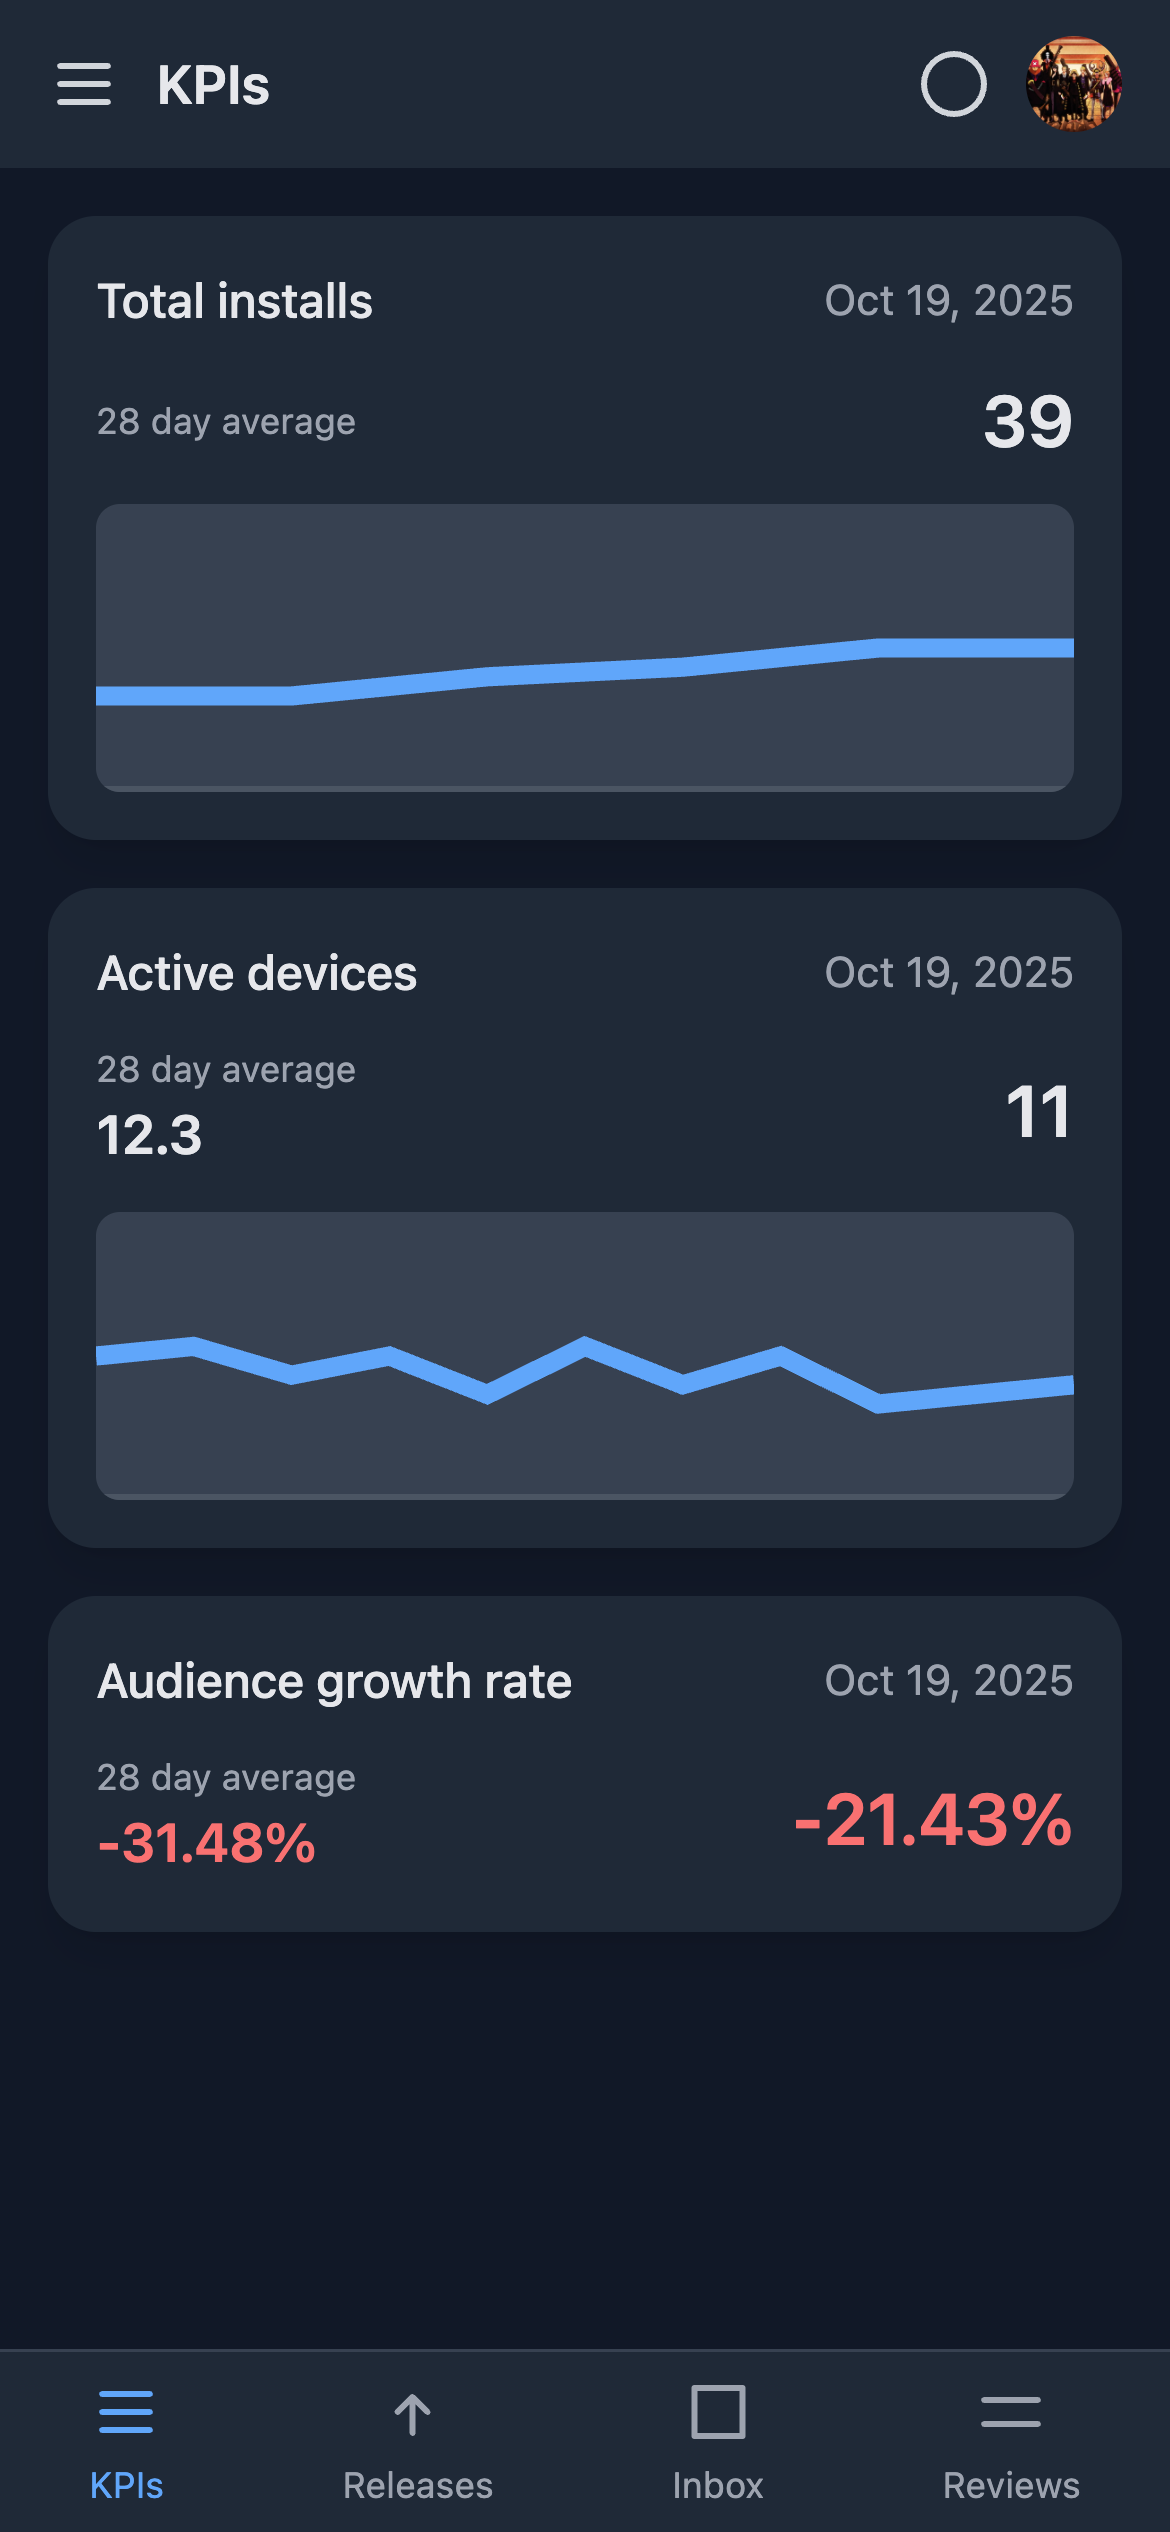 KPIs
Total installs
Oct 19, 2025
28 day average
39
Active devices
Oct 19, 2025
28 day average
12.3
11
Audience growth rate
Oct 19, 2025
28 day average
-31.48%
-21.43%
KPIs
Releases
Inbox
Reviews